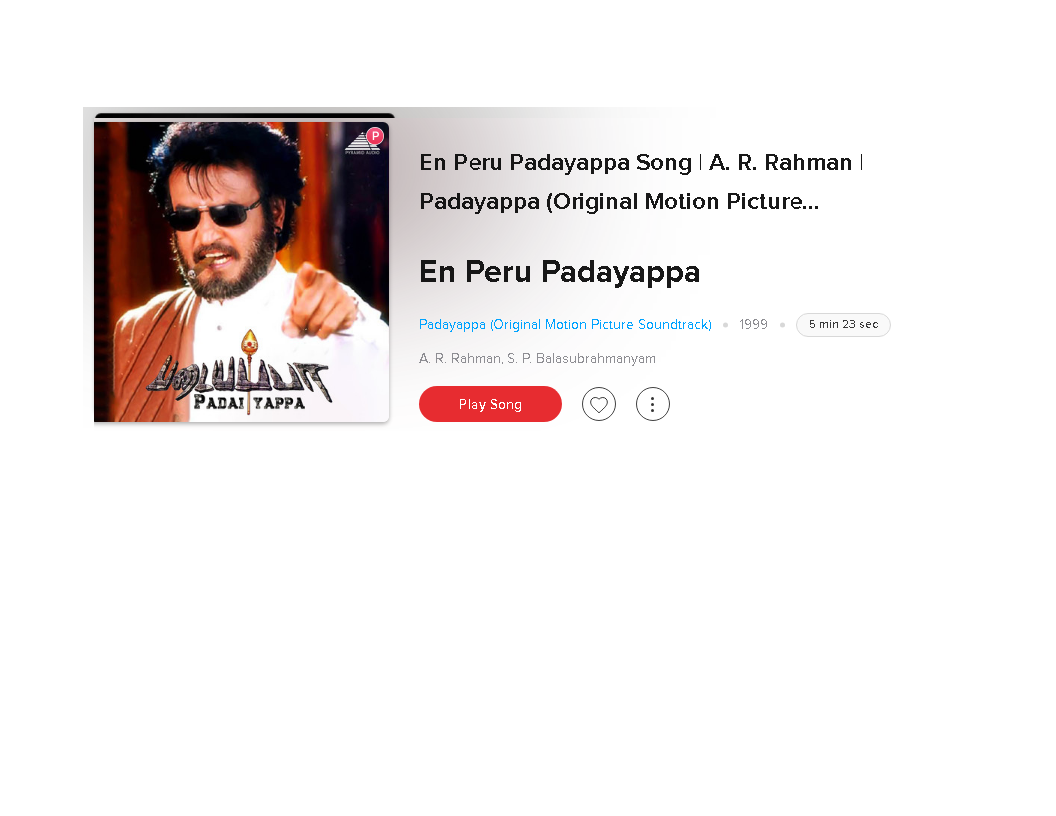 P
PYRAMID AUDIO
படையப்பா
PADAIYAPPA
En Peru Padayappa Song | A. R. Rahman |
Padayappa (Original Motion Picture...
En Peru Padayappa
Padayappa (Original Motion Picture Soundtrack) • 1999 • 5 min 23 sec
A. R. Rahman, S. P. Balasubrahmanyam
Play Song